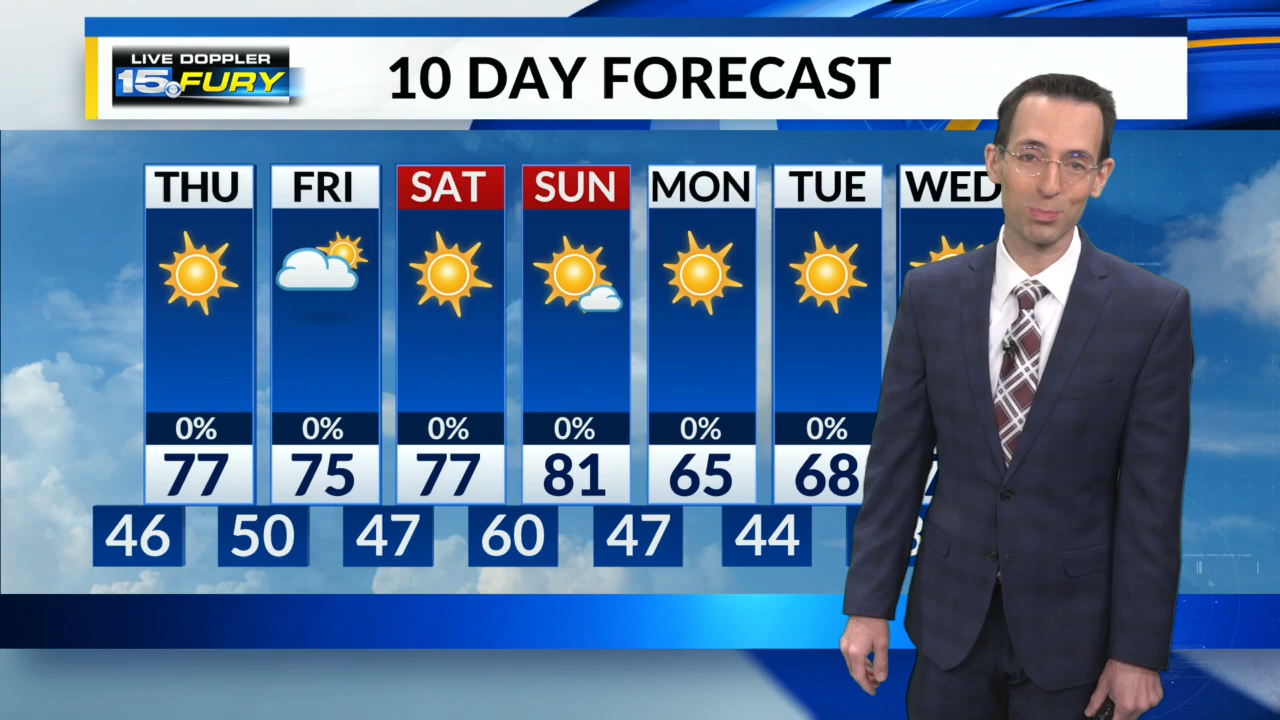 LIVE DOPPLER
15 FURY
10 DAY FORECAST
THU FRI SAT SUN MON TUE WED
0% 0% 0% 0% 0% 0%
77 75 77 81 65 68
46 50 47 60 47 44